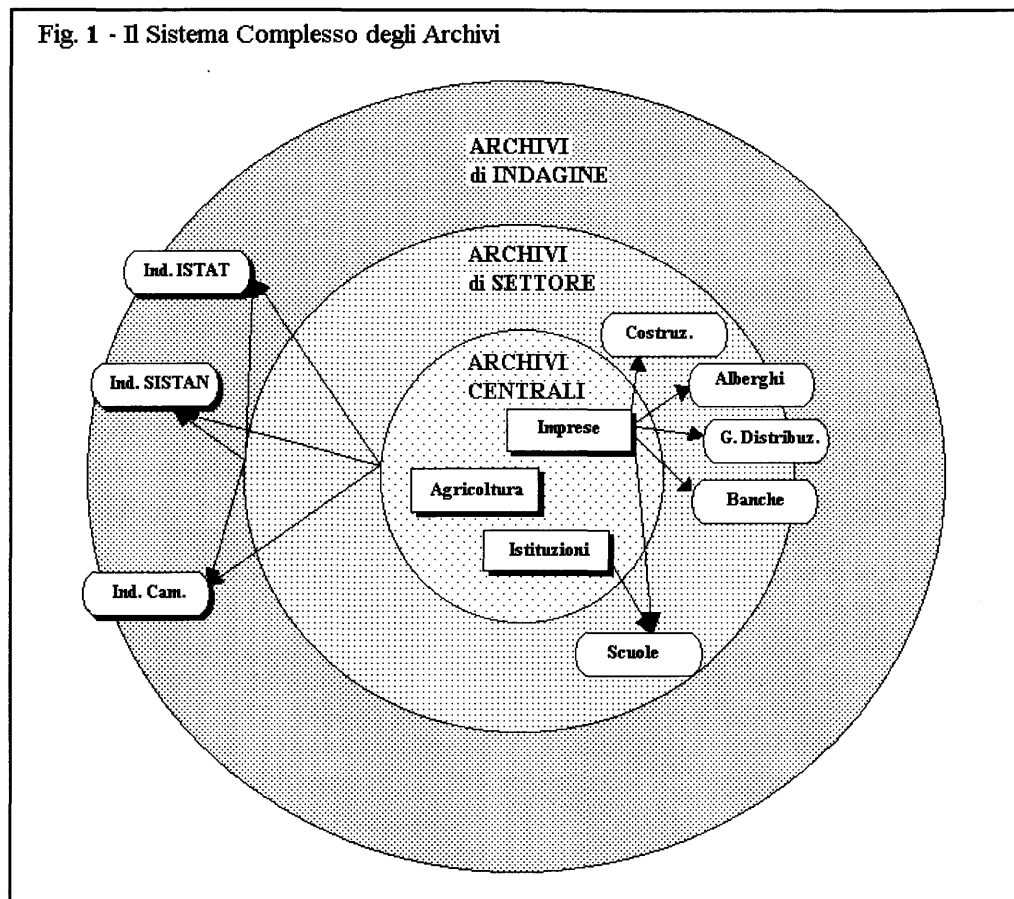 Fig. 1 - Il Sistema Complesso degli Archivi
ARCHIVI
di INDAGINE
ARCHIVI
di SETTORE
ARCHIVI
CENTRALI
Ind. ISTAT
Ind. SISTAN
Ind. Cam.
Imprese
Agricoltura
Istituzioni
Costruz.
Alberghi
G. Distribuz.
Banche
Scuole